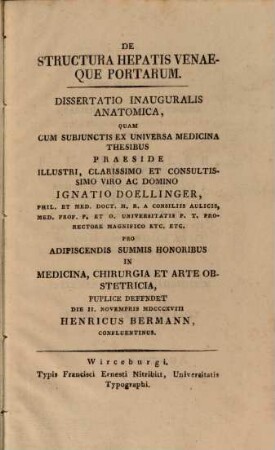 DE
STRUCTURA HEPATIS VENAE-
QUE PORTARUM.
DISSERTATIO INAUGURALIS
ANATOMICA,
QUAM
CUM SUBJUNCTIS EX UNIVERSA MEDICINA
THESIBUS
PRAESIDE
ILLUSTRI, CLARISSIMO ET CONSULTIS-
SIMO VIRO AC DOMINO
IGNATIO DOELLINGER,
PHIL. ET MED. DOCT. M. R. A CONSILIIS AULICIS,
MED. PROF. P. ET O. UNIVERSITATIS P. T. PRO-
RECTORE MAGNIFICO ETC. ETC.
PRO
ADIPISCENDIS SUMMIS HONORIBUS
IN
MEDICINA, CHIRURGIA ET ARTE OB-
STETRICIA,
PUPLICE DEFENDET
DIE II. NOVEMBRIS MDCCCXVIII
HENRICUS BERMANN,
CONFLUENTINUS.
Wirceburgi,
Typis Francisci Ernesti Nitribitt, Universitatis
Typographi.